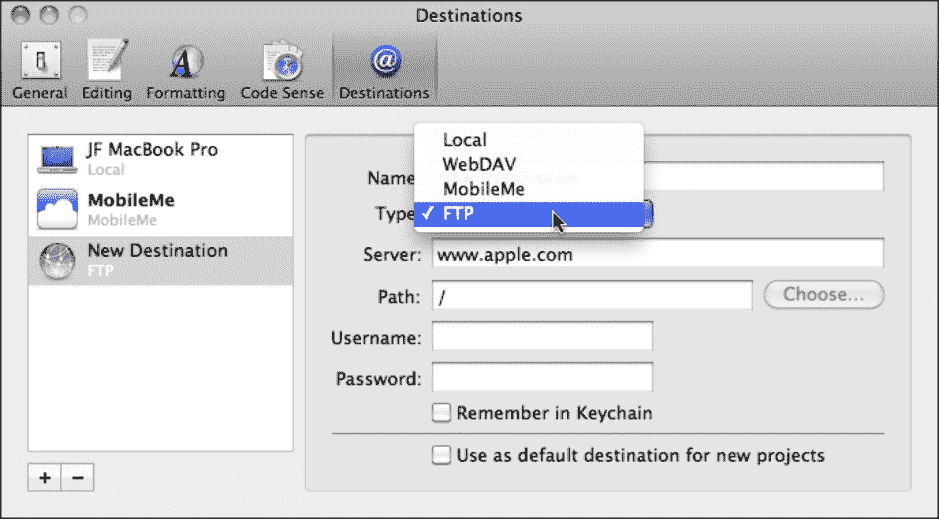 Destinations
General Editing Formatting Code Sense Destinations
JF MacBook Pro
Local
MobileMe
MobileMe
New Destination
FTP
Name
Local
WebDAV
MobileMe
Type ✓ FTP
Server: www.apple.com
Path: / Choose...
Username:
Password:
Remember in Keychain
Use as default destination for new projects
+ −